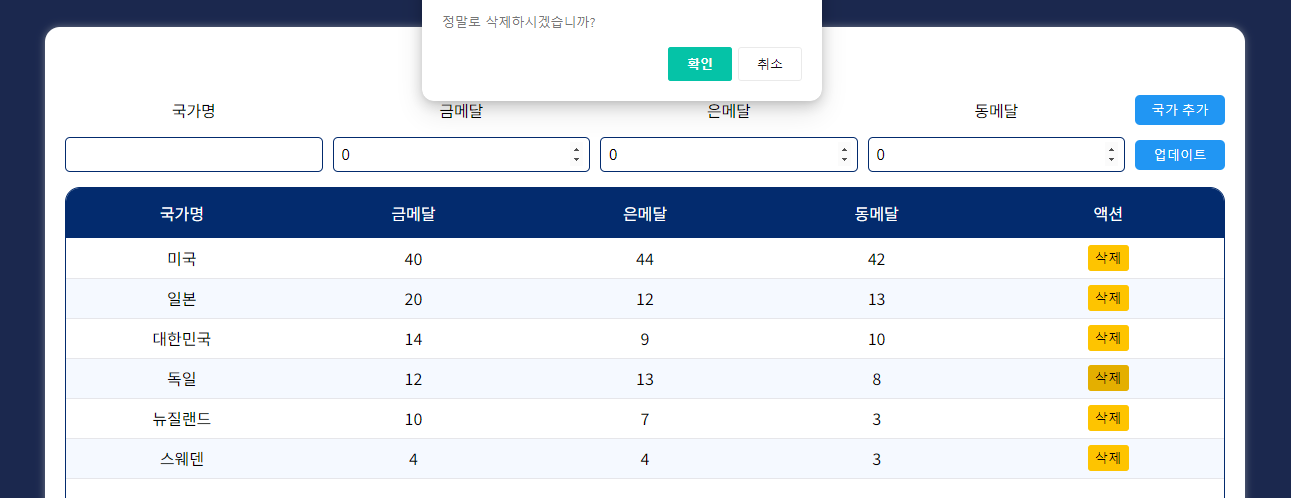 정말로 삭제하시겠습니까?
확인 취소
국가명 금메달 은메달 동메달 국가 추가
0 0 0 업데이트
국가명 금메달 은메달 동메달 액션
미국 40 44 42 삭제
일본 20 12 13 삭제
대한민국 14 9 10 삭제
독일 12 13 8 삭제
뉴질랜드 10 7 3 삭제
스웨덴 4 4 3 삭제